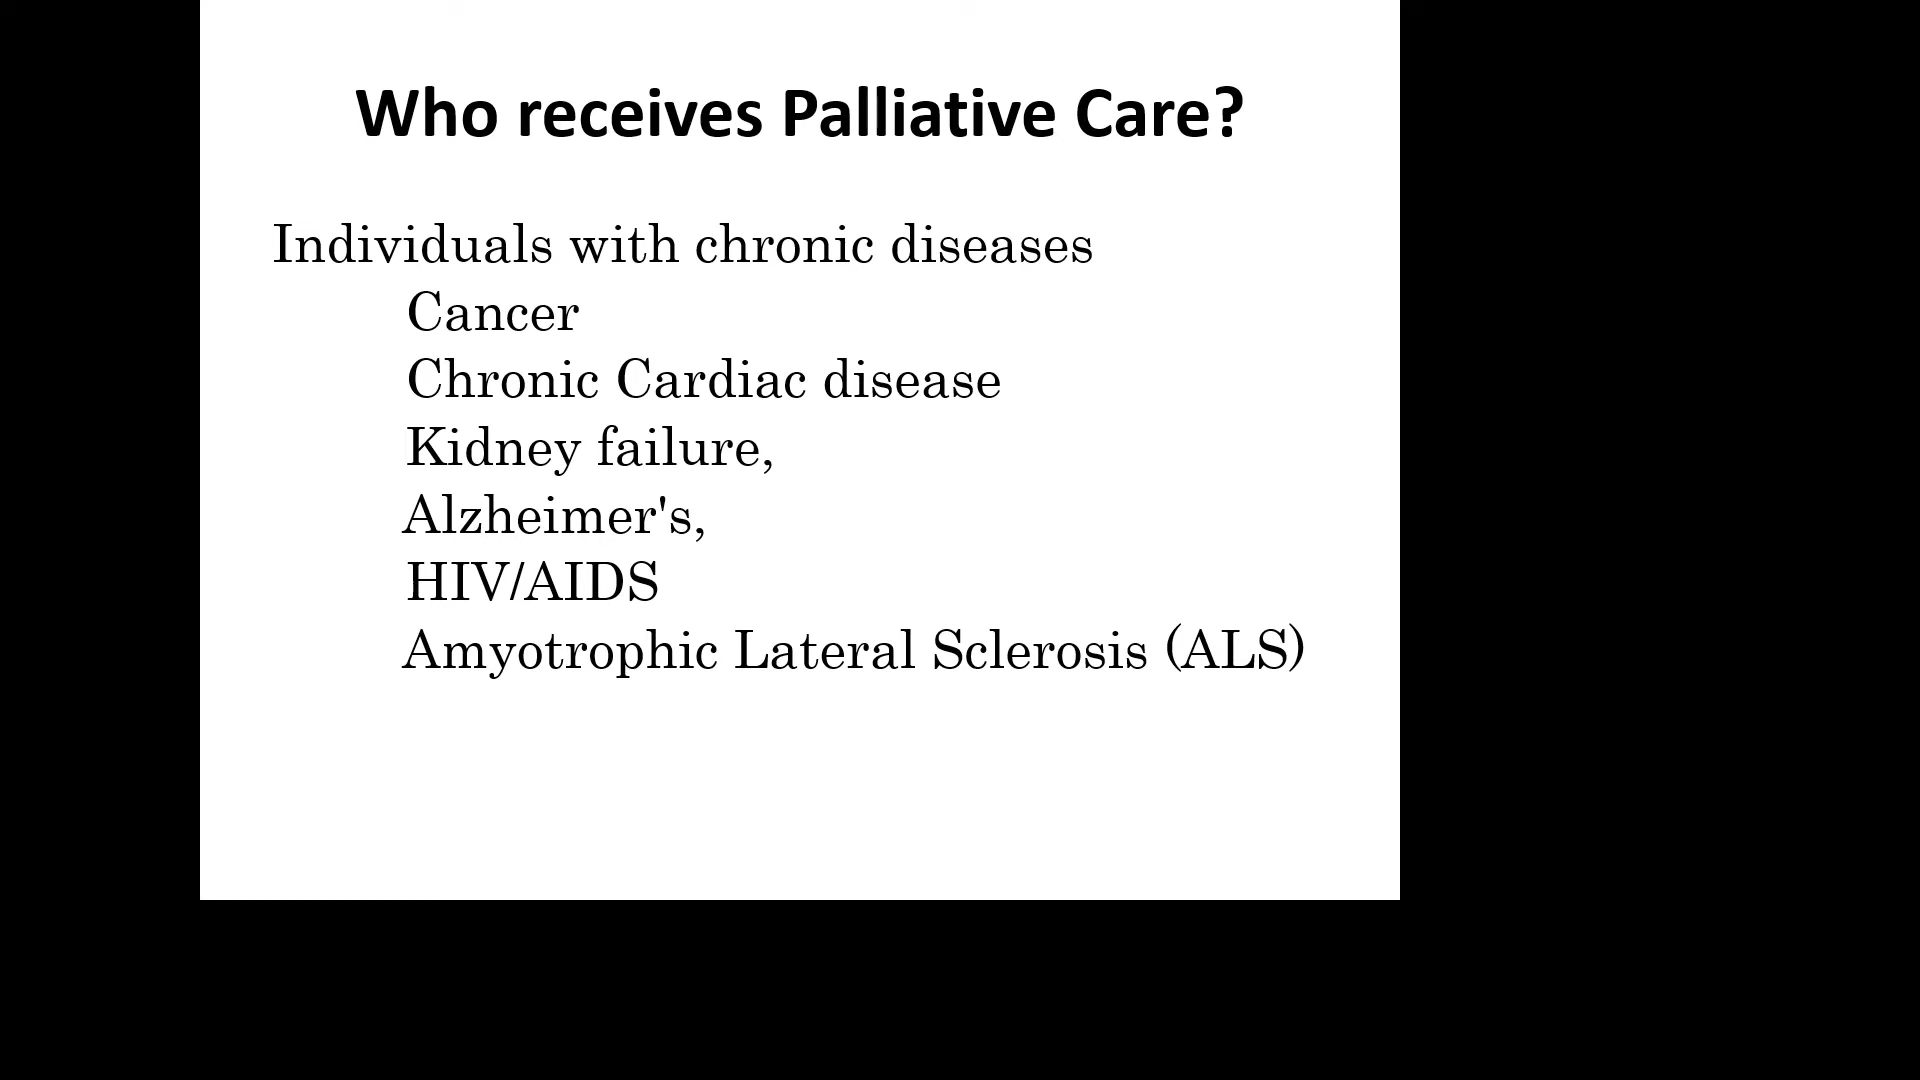 Who receives Palliative Care?
Individuals with chronic diseases
Cancer
Chronic Cardiac disease
Kidney failure,
Alzheimer's,
HIV/AIDS
Amyotrophic Lateral Sclerosis (ALS)